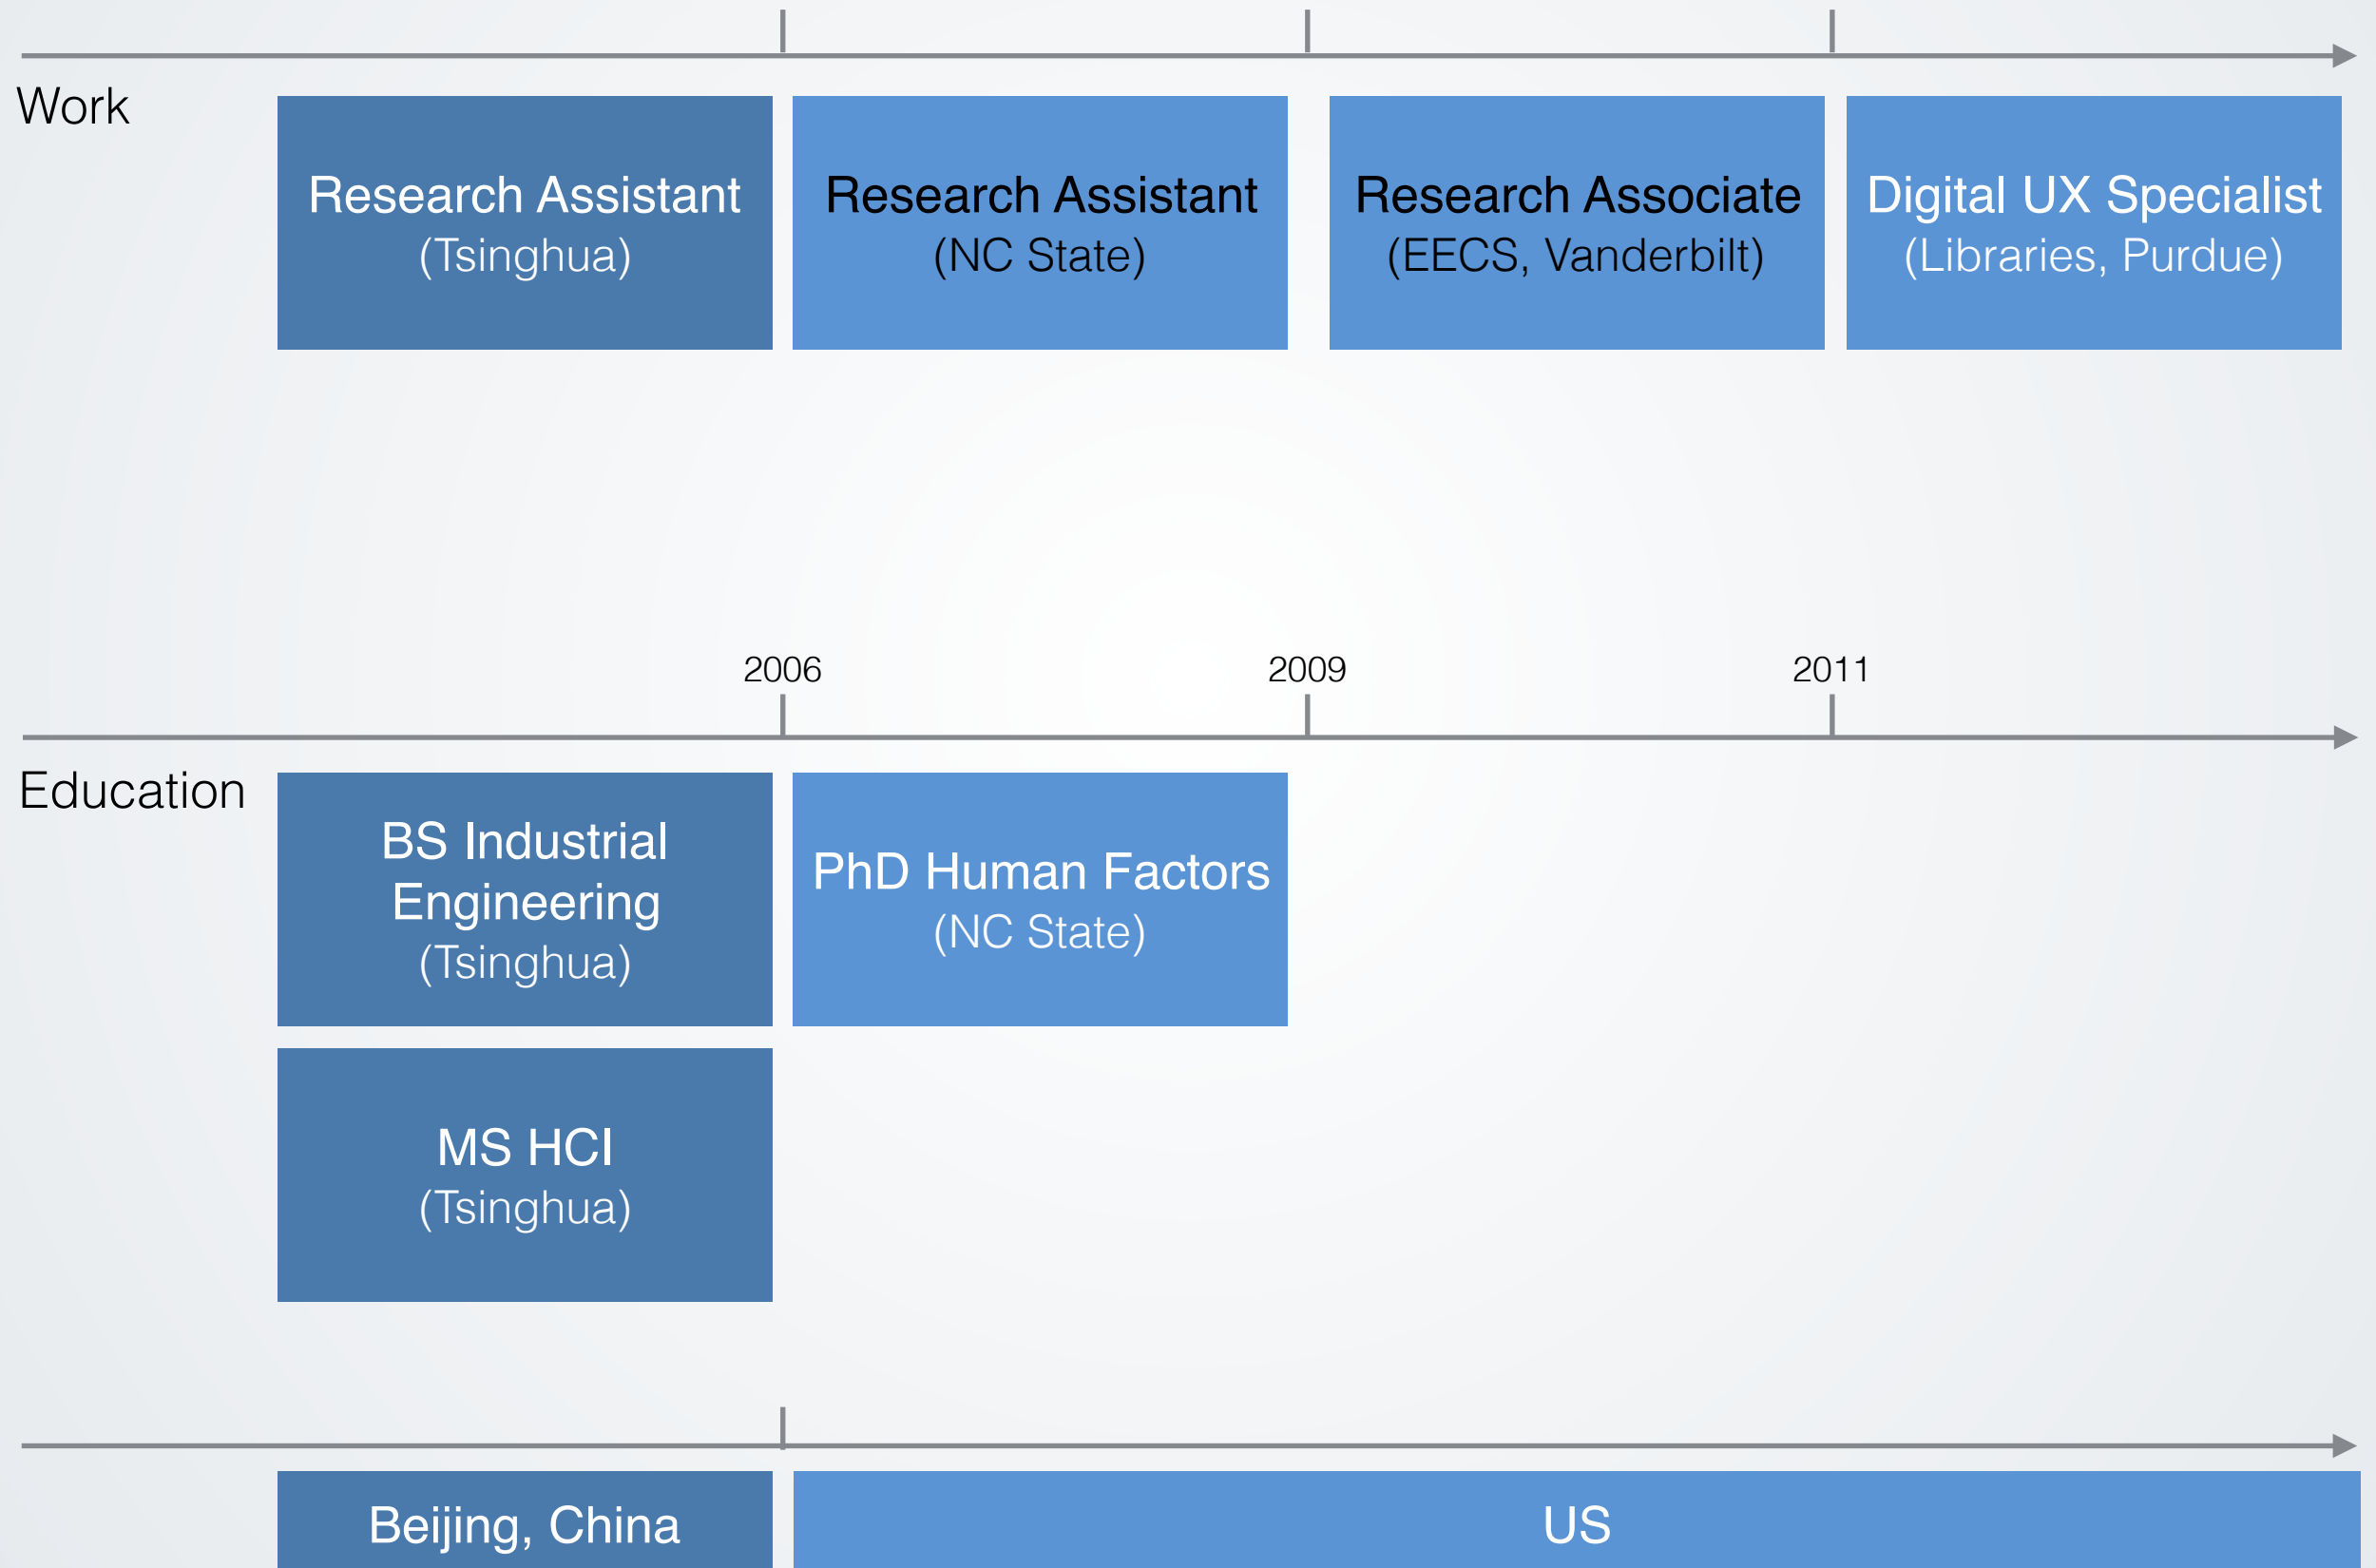 Work
Research Assistant
(Tsinghua)
Research Assistant
(NC State)
Research Associate
(EECS, Vanderbilt)
Digital UX Specialist
(Libraries, Purdue)
2006
2009
2011
Education
BS Industrial
Engineering
(Tsinghua)
PhD Human Factors
(NC State)
MS HCI
(Tsinghua)
Beijing, China
US